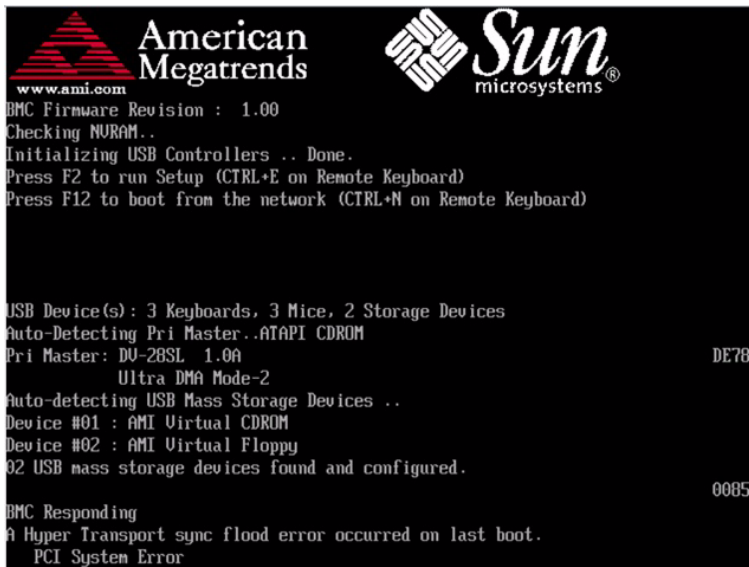 American
Megatrends
www.ami.com
Sun
microsystems®
BMC Firmware Revision :  1.00
Checking NVRAM..
Initializing USB Controllers .. Done.
Press F2 to run Setup (CTRL+E on Remote Keyboard)
Press F12 to boot from the network (CTRL+N on Remote Keyboard)
USB Device(s): 3 Keyboards, 3 Mice, 2 Storage Devices
Auto-Detecting Pri Master..ATAPI CDROM
Pri Master: DV-28SL  1.0A DE78
Ultra DMA Mode-2
Auto-detecting USB Mass Storage Devices ..
Device #01 : AMI Virtual CDROM
Device #02 : AMI Virtual Floppy
02 USB mass storage devices found and configured.
0085
BMC Responding
A Hyper Transport sync flood error occurred on last boot.
PCI System Error